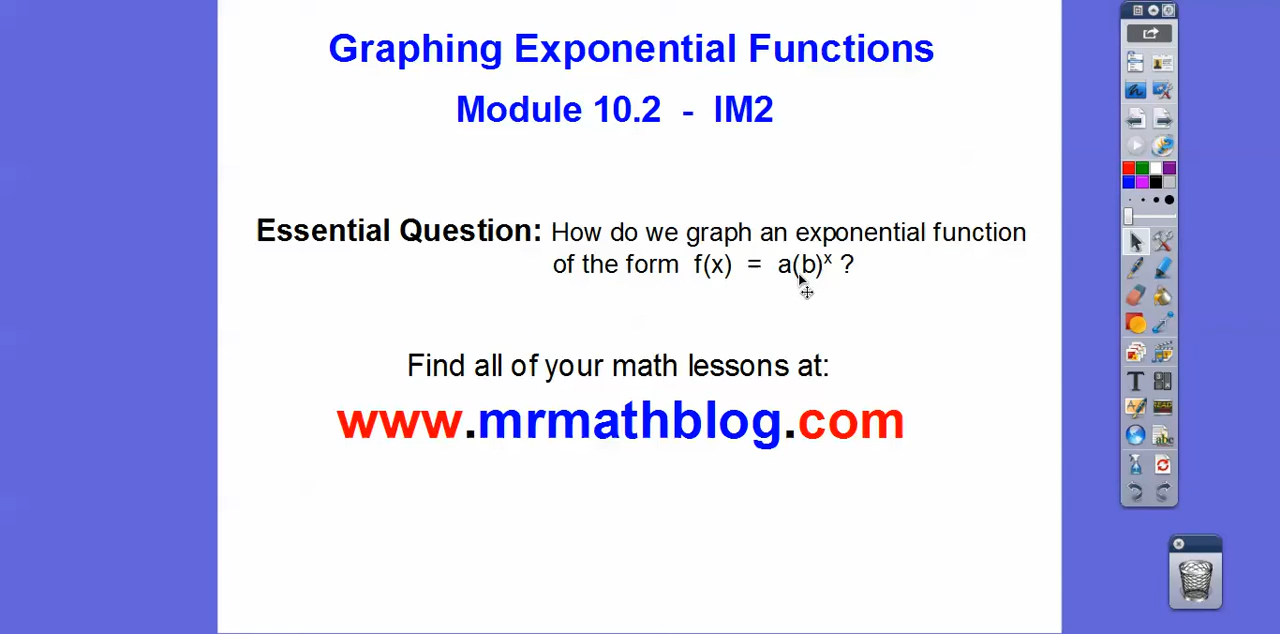 Graphing Exponential Functions
Module 10.2 - IM2
Essential Question: How do we graph an exponential function
of the form f(x) = a(b)ˣ ?
Find all of your math lessons at:
www.mrmathblog.com